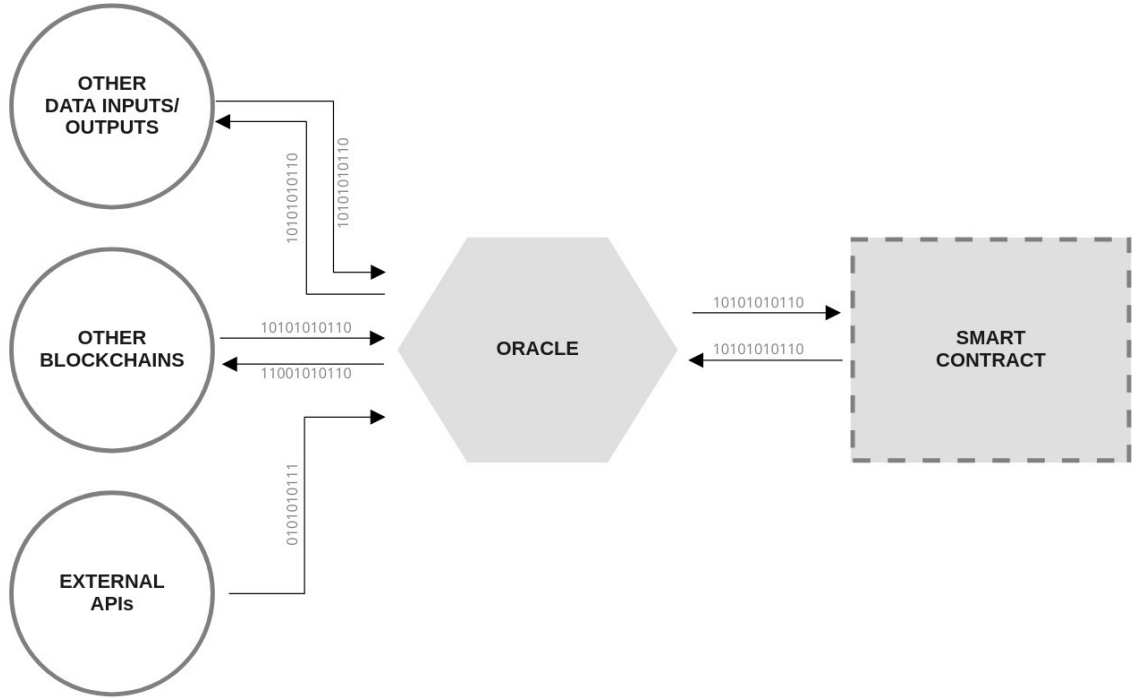 OTHER
DATA INPUTS/
OUTPUTS
10101010110
10101010110
OTHER
BLOCKCHAINS
10101010110
11001010110
ORACLE
10101010110
10101010110
SMART
CONTRACT
0101010111
EXTERNAL
APIs